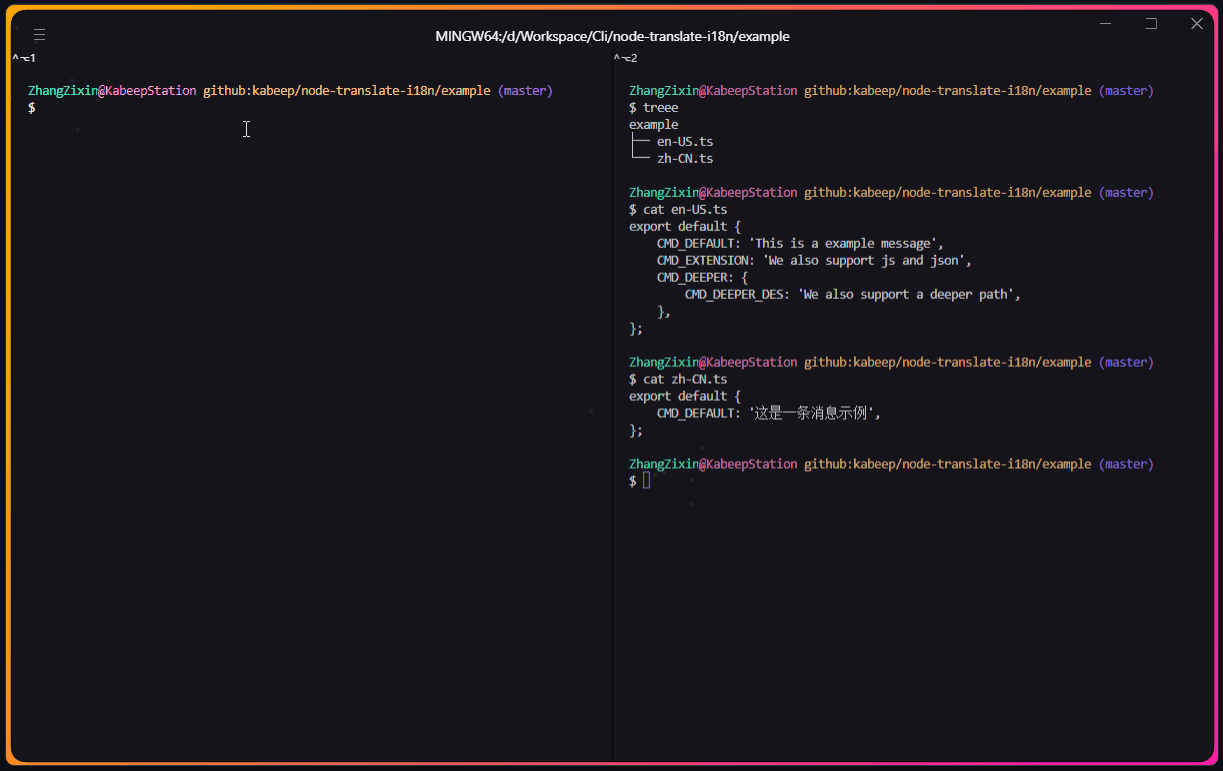 MINGW64:/d/Workspace/Cli/node-translate-i18n/example
^⌥1
ZhangZixin@KabeepStation github:kabeep/node-translate-i18n/example (master)
$
^⌥2
ZhangZixin@KabeepStation github:kabeep/node-translate-i18n/example (master)
$ treee
example
├── en-US.ts
└── zh-CN.ts
ZhangZixin@KabeepStation github:kabeep/node-translate-i18n/example (master)
$ cat en-US.ts
export default {
    CMD_DEFAULT: 'This is a example message',
    CMD_EXTENSION: 'We also support js and json',
    CMD_DEEPER: {
        CMD_DEEPER_DES: 'We also support a deeper path',
    },
};
ZhangZixin@KabeepStation github:kabeep/node-translate-i18n/example (master)
$ cat zh-CN.ts
export default {
    CMD_DEFAULT: '这是一条消息示例',
};
ZhangZixin@KabeepStation github:kabeep/node-translate-i18n/example (master)
$